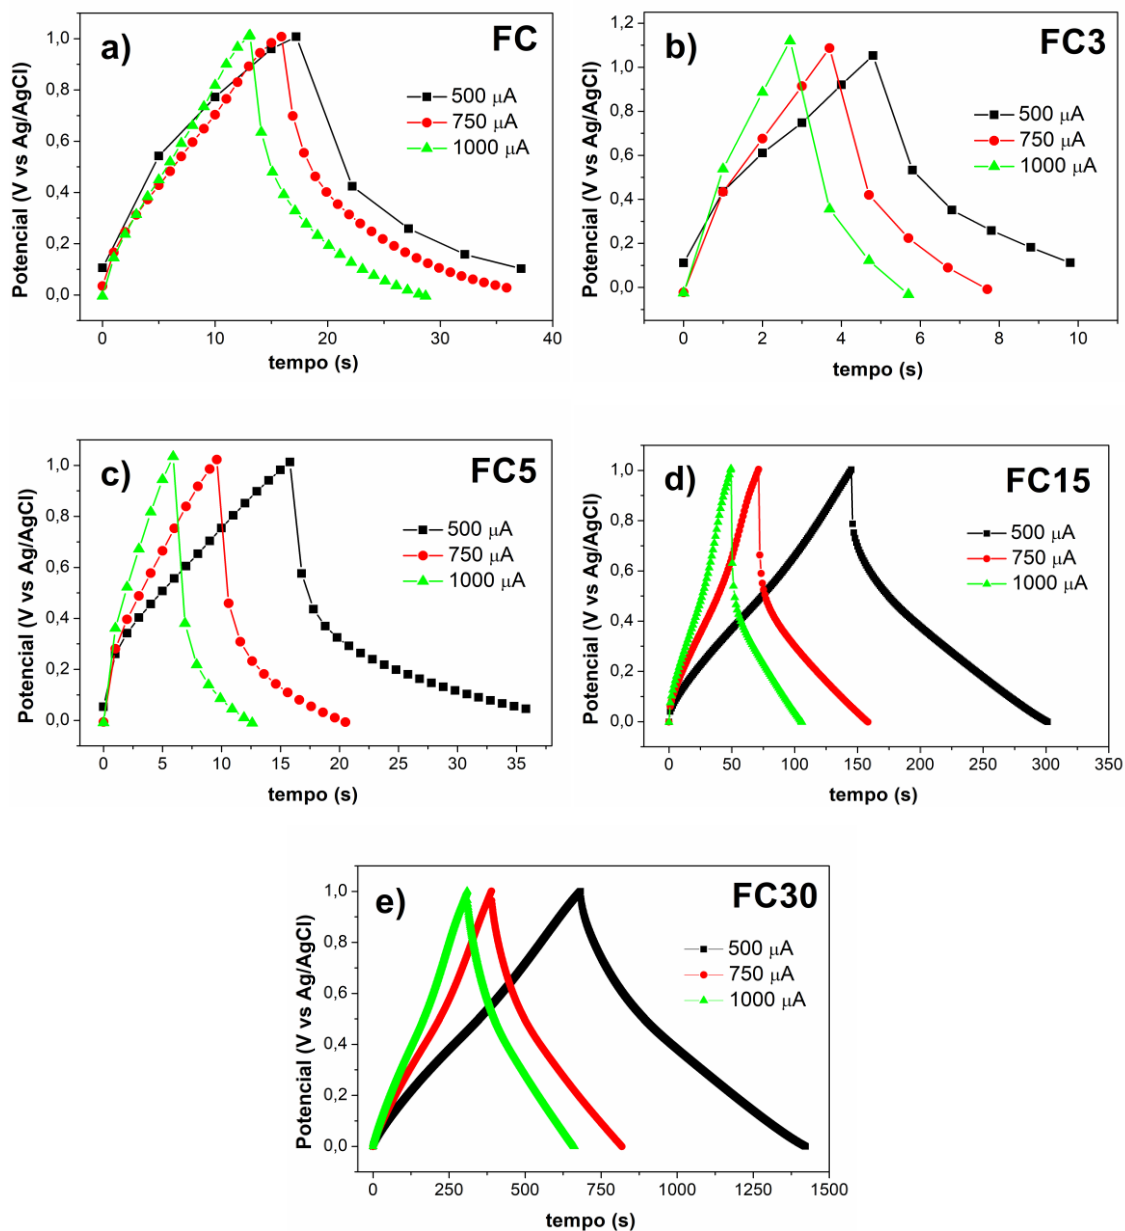 a)
FC
500 μA
750 μA
1000 μA
1,0
0,8
0,6
0,4
0,2
0,0
0
10
20
30
40
Potencial (V vs Ag/AgCl)
tempo (s)
b)
FC3
500 μA
750 μA
1000 μA
1,2
1,0
0,8
0,6
0,4
0,2
0,0
0
2
4
6
8
10
Potencial (V vs Ag/AgCl)
tempo (s)
c)
FC5
500 μA
750 μA
1000 μA
1,0
0,8
0,6
0,4
0,2
0,0
0
5
10
15
20
25
30
35
Potencial (V vs Ag/AgCl)
tempo (s)
d)
FC15
500 μA
750 μA
1000 μA
1,0
0,8
0,6
0,4
0,2
0,0
0
50
100
150
200
250
300
350
Potencial (V vs Ag/AgCl)
tempo (s)
e)
FC30
500 μA
750 μA
1000 μA
1,0
0,8
0,6
0,4
0,2
0,0
0
250
500
750
1000
1250
1500
Potencial (V vs Ag/AgCl)
tempo (s)